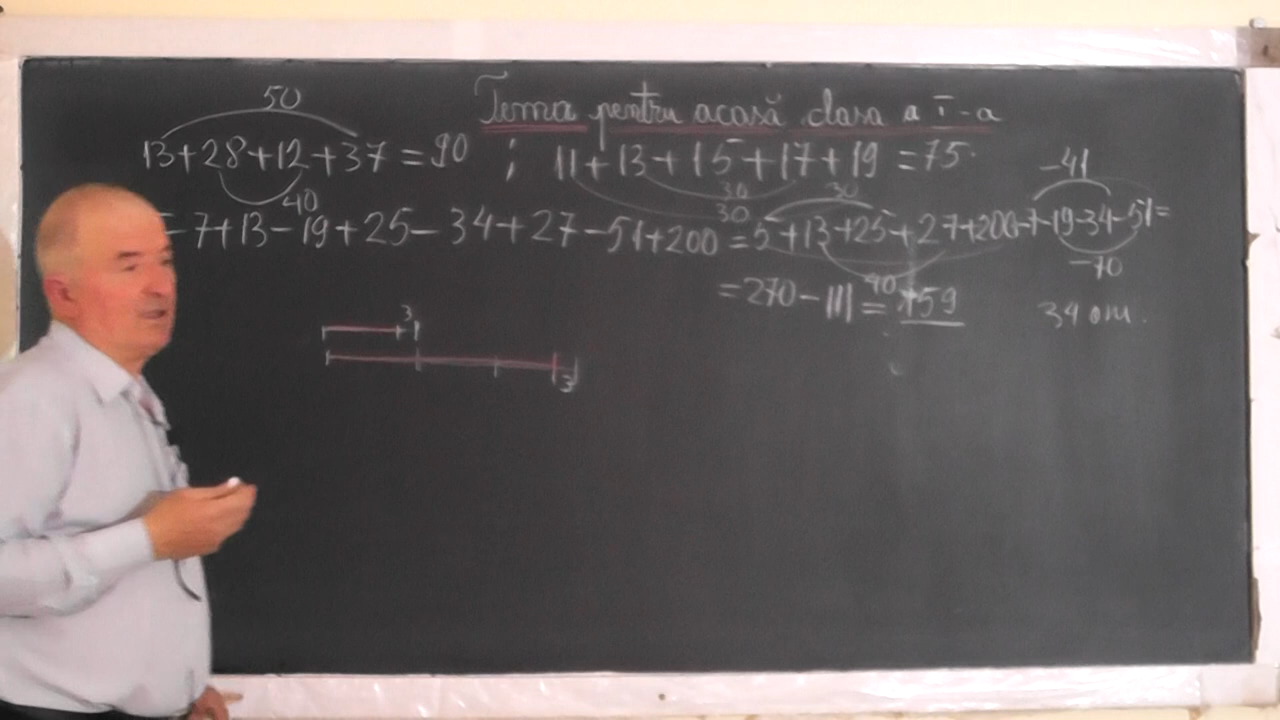 Tema pentru acasă clasa a I-a
50
13+28+12+37=90 ; 11+13+15+17+19=75.
40 30 30 30 -41
-7+13-19+25-34+27-51+200=5+13+25+27+200-7-19-34-51=
40 -70
=270-111=159 34 om.
3
3